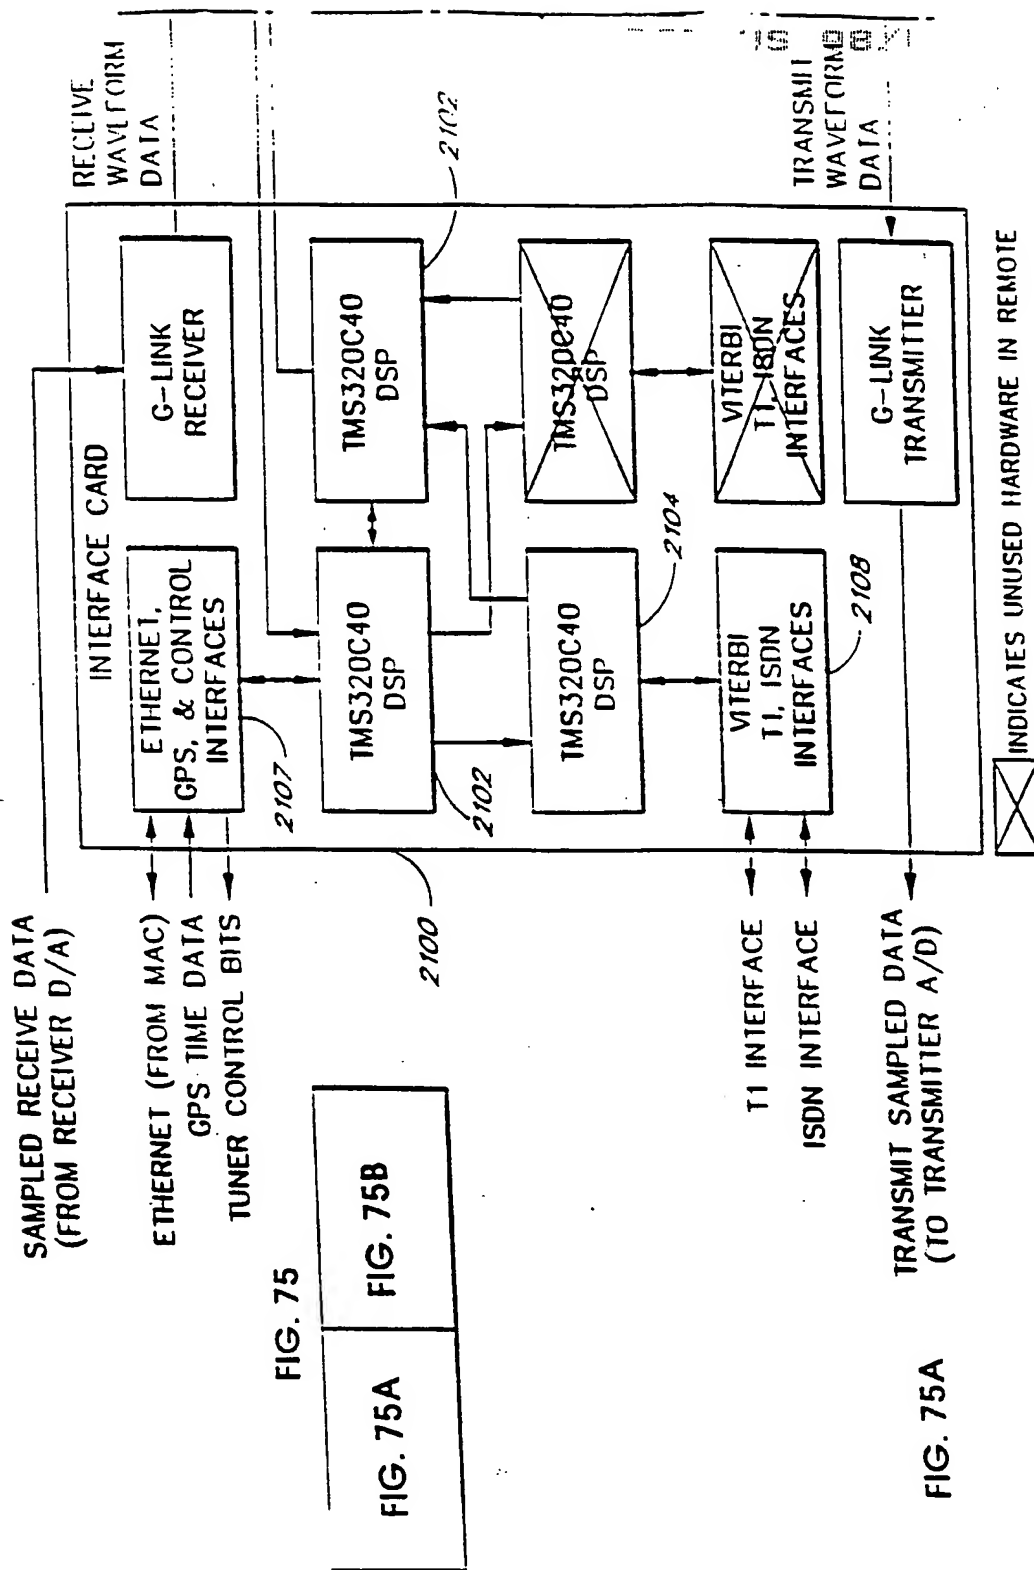 SAMPLED RECEIVE DATA
(FROM RECEIVER D/A)
ETHERNET (FROM MAC)
GPS TIME DATA
TUNER CONTROL BITS
INTERFACE CARD
RECEIVE
WAVEFORM
DATA
ETHERNET,
GPS, & CONTROL
INTERFACES
2107
G-LINK
RECEIVER
TMS320C40
DSP
2102
TMS320C40
DSP
2102
TMS320C40
DSP
2104
TMS320C40
DSP
VITERBI
T1, ISDN
INTERFACES
2108
VITERBI
T1, ISDN
INTERFACES
G-LINK
TRANSMITTER
TRANSMIT
WAVEFORM
DATA
2100
T1 INTERFACE
ISDN INTERFACE
TRANSMIT SAMPLED DATA
(TO TRANSMITTER A/D)
INDICATES UNUSED HARDWARE IN REMOTE
FIG. 75
FIG. 75A
FIG. 75B
FIG. 75A